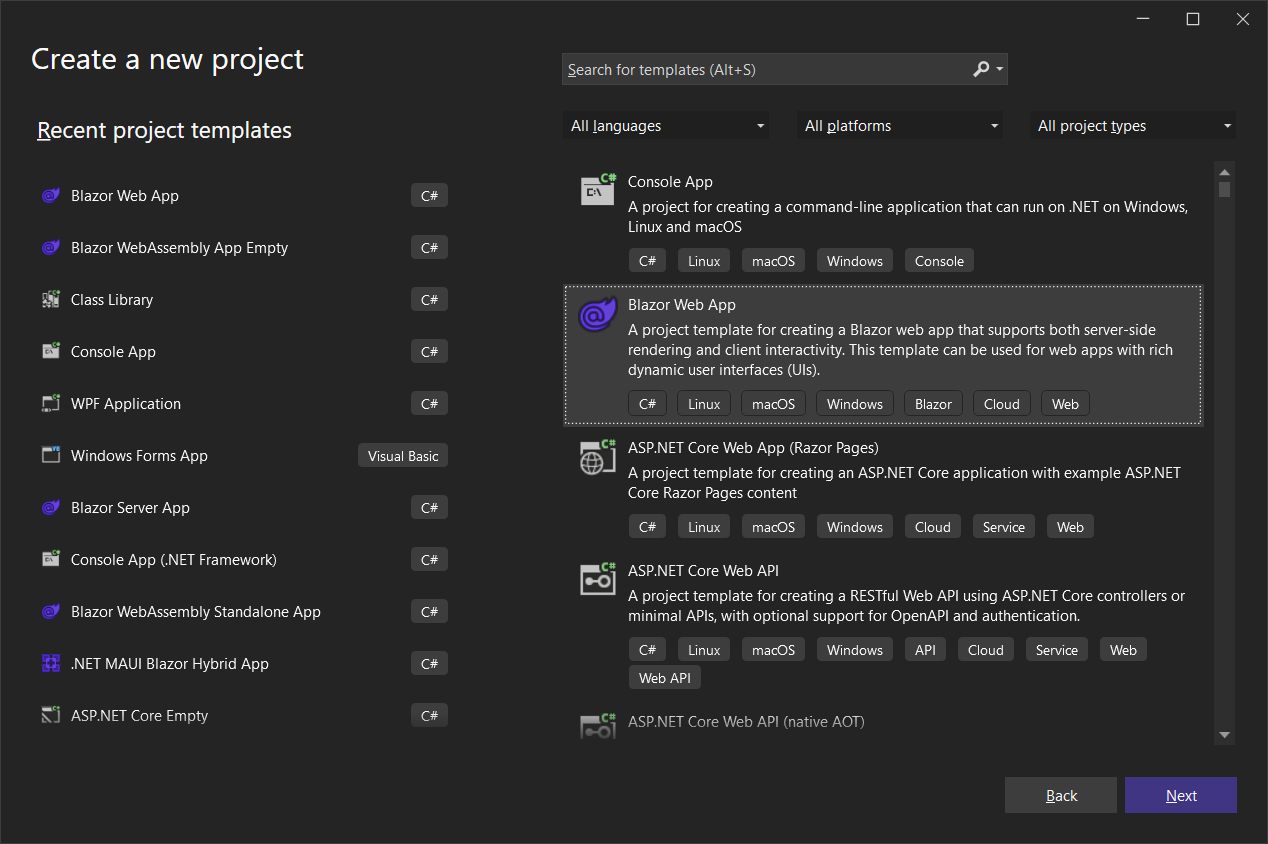 Create a new project
Recent project templates
Blazor Web App C#
Blazor WebAssembly App Empty C#
Class Library C#
Console App C#
WPF Application C#
Windows Forms App Visual Basic
Blazor Server App C#
Console App (.NET Framework) C#
Blazor WebAssembly Standalone App C#
.NET MAUI Blazor Hybrid App C#
ASP.NET Core Empty C#
Search for templates (Alt+S)
All languages All platforms All project types
Console App
A project for creating a command-line application that can run on .NET on Windows,
Linux and macOS
C# Linux macOS Windows Console
Blazor Web App
A project template for creating a Blazor web app that supports both server-side
rendering and client interactivity. This template can be used for web apps with rich
dynamic user interfaces (UIs).
C# Linux macOS Windows Blazor Cloud Web
ASP.NET Core Web App (Razor Pages)
A project template for creating an ASP.NET Core application with example ASP.NET
Core Razor Pages content
C# Linux macOS Windows Cloud Service Web
ASP.NET Core Web API
A project template for creating a RESTful Web API using ASP.NET Core controllers or
minimal APIs, with optional support for OpenAPI and authentication.
C# Linux macOS Windows API Cloud Service Web
Web API
ASP.NET Core Web API (native AOT)
Back Next